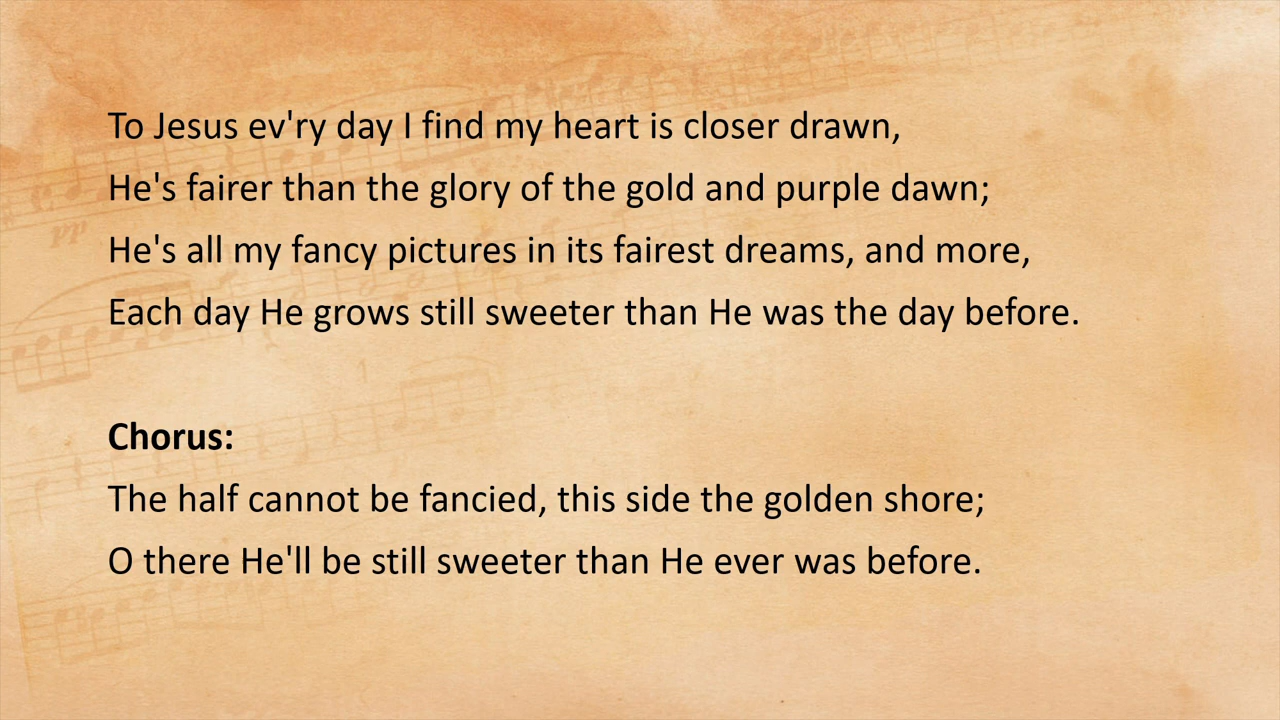 To Jesus ev'ry day I find my heart is closer drawn,
He's fairer than the glory of the gold and purple dawn;
He's all my fancy pictures in its fairest dreams, and more,
Each day He grows still sweeter than He was the day before.
Chorus:
The half cannot be fancied, this side the golden shore;
O there He'll be still sweeter than He ever was before.
pp
1